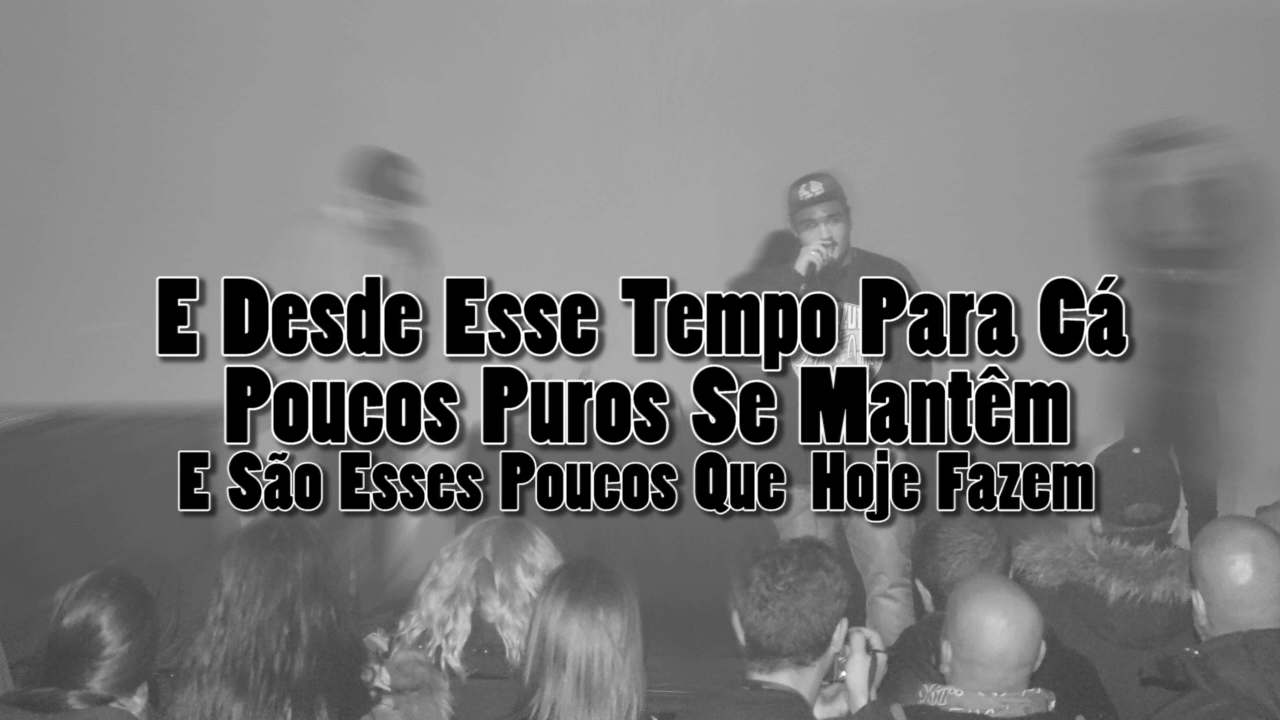 E Desde Esse Tempo Para Cá
Poucos Puros Se Mantêm
E São Esses Poucos Que Hoje Fazem